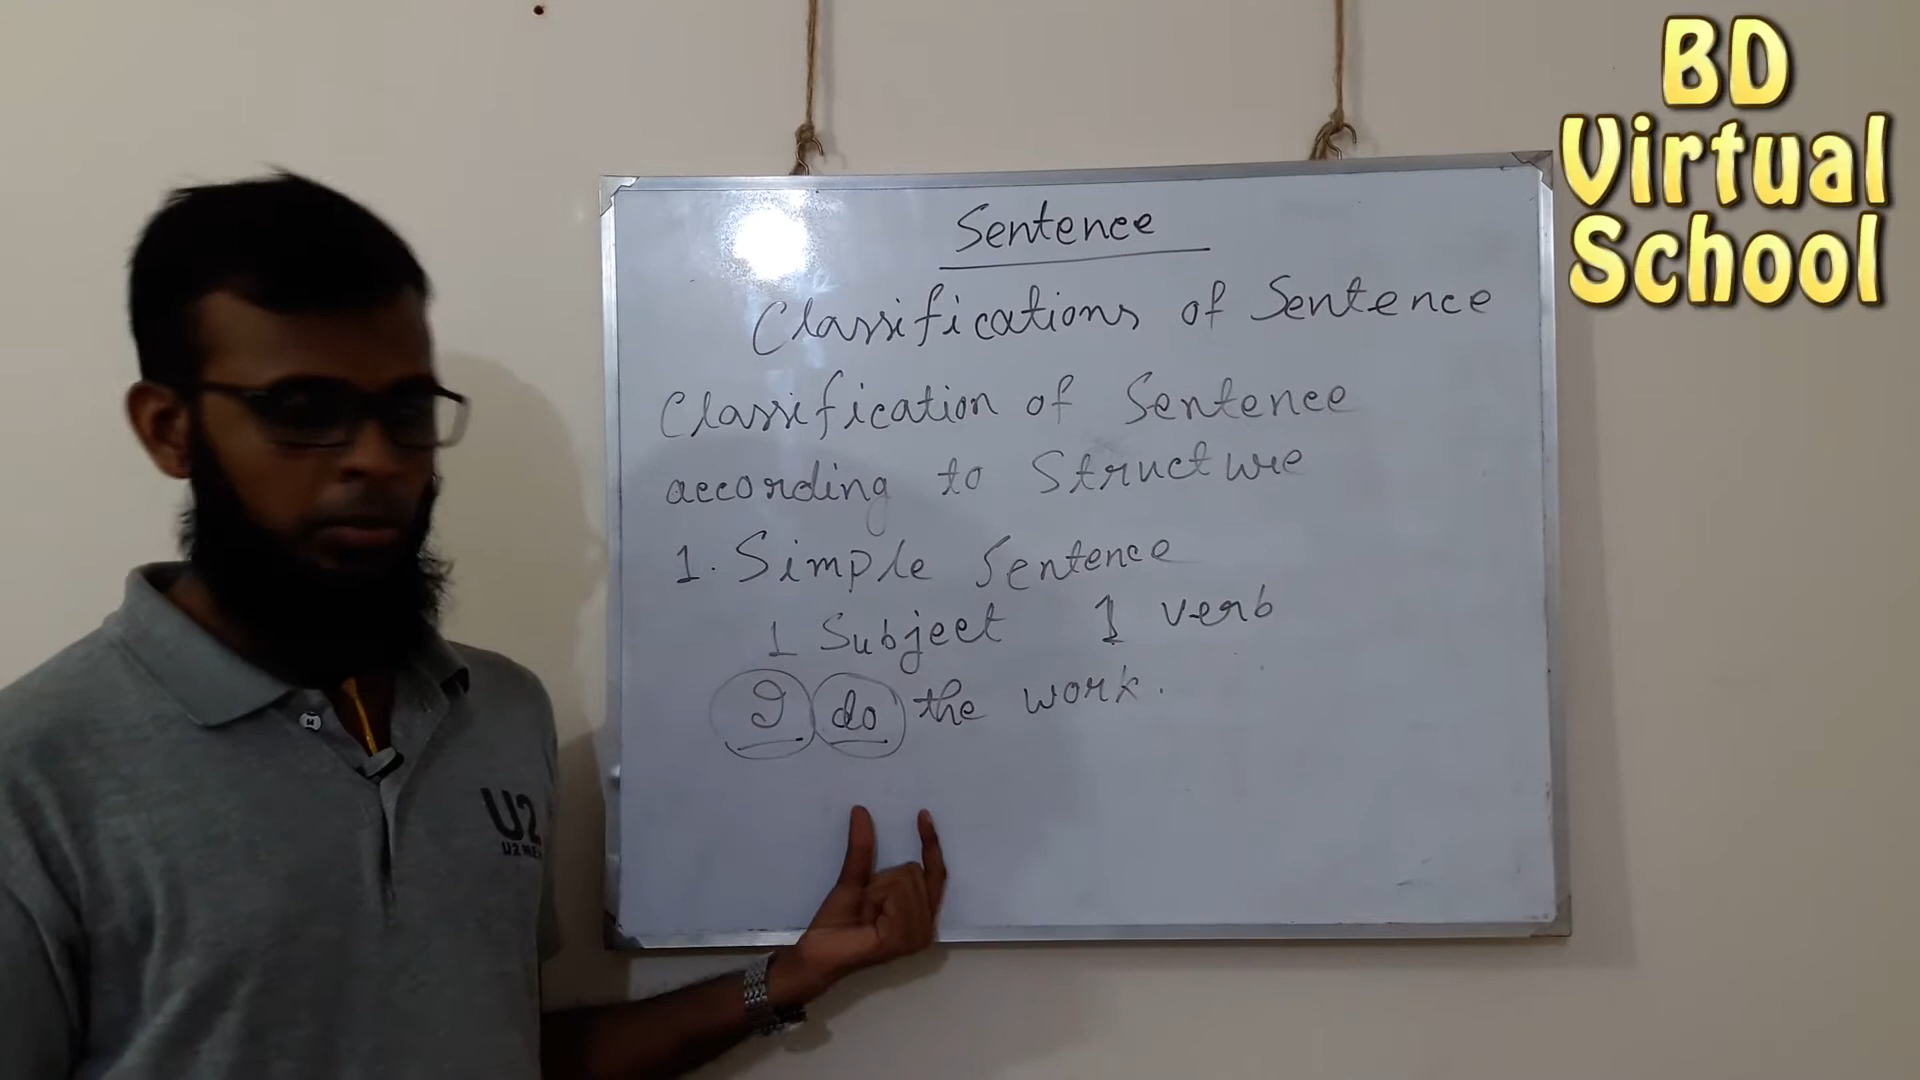 BD
Virtual
School
Sentence
Classifications of Sentence
Classification of Sentence
according to Structure
1. Simple Sentence
1 Subject 1 verb
I do the work.
U2